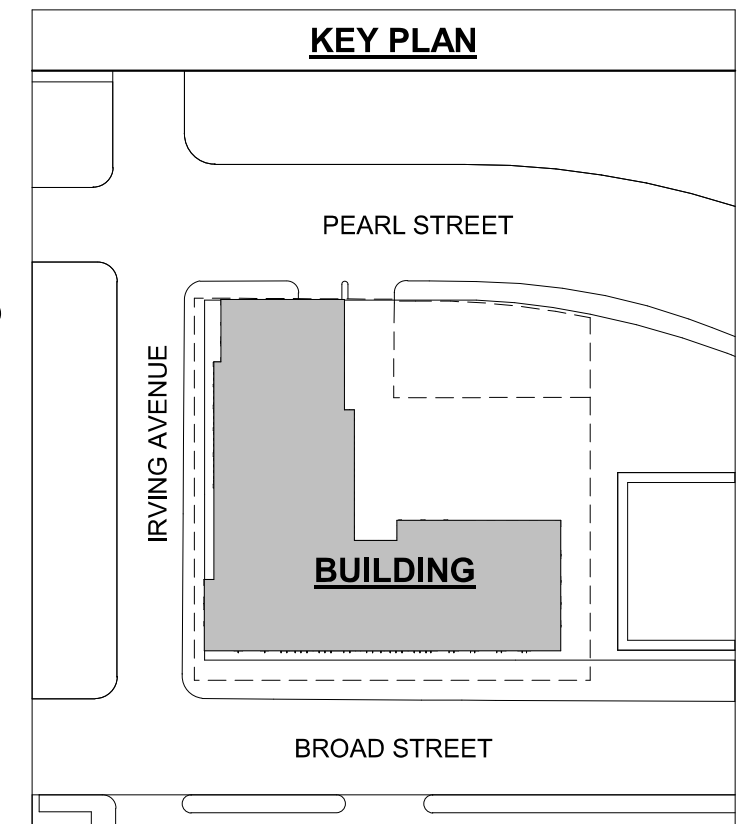 KEY PLAN
PEARL STREET
IRVING AVENUE
BUILDING
BROAD STREET